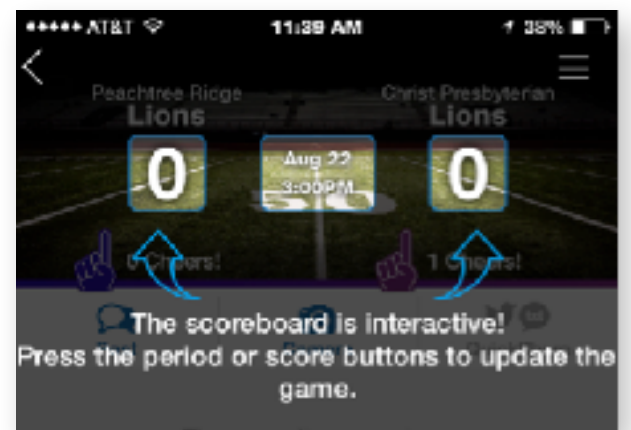 AT&T 11:39 AM 38%
Peachtree Ridge Christ Presbyterian
Lions Lions
0 Aug 22 0
3:00PM
0 Cheers! 1 Cheers!
The scoreboard is interactive!
Press the period or score buttons to update the
game.